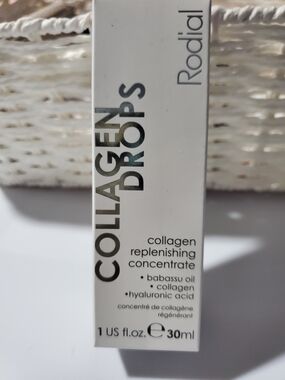 Rodial
COLLAGEN
DROPS
collagen
replenishing
concentrate
• babassu oil
• collagen
•hyaluronic acid
concentré de collagène
régénérant
1 US fl.oz. ℮ 30ml